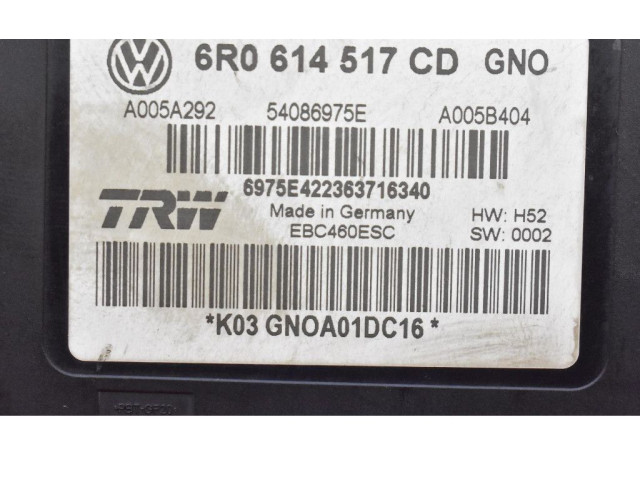 VW 6R0 614 517 CD GNO
A005A292 54086975E A005B404
6975E422363716340
TRW Made in Germany HW: H52
EBC460ESC SW: 0002
*K03 GNOA01DC16*